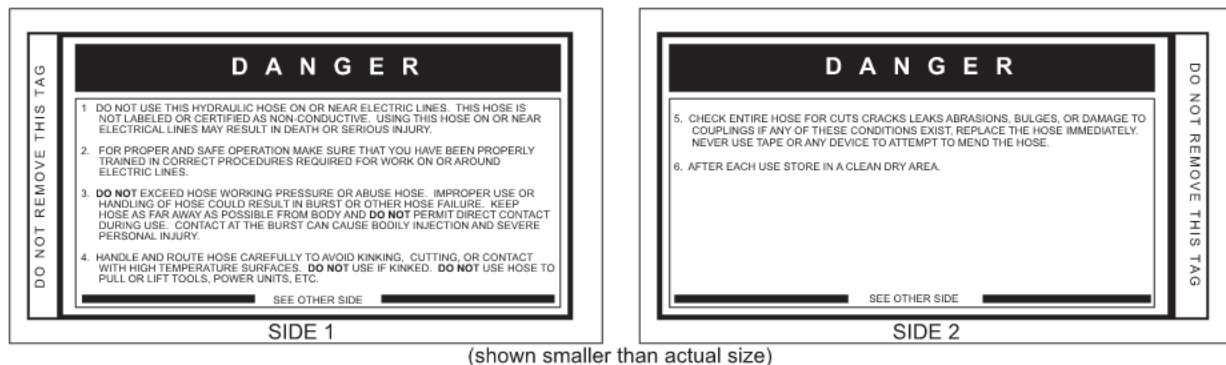 DO NOT REMOVE THIS TAG
D A N G E R
1 DO NOT USE THIS HYDRAULIC HOSE ON OR NEAR ELECTRIC LINES. THIS HOSE IS
NOT LABELED OR CERTIFIED AS NON-CONDUCTIVE. USING THIS HOSE ON OR NEAR
ELECTRICAL LINES MAY RESULT IN DEATH OR SERIOUS INJURY.
2. FOR PROPER AND SAFE OPERATION MAKE SURE THAT YOU HAVE BEEN PROPERLY
TRAINED IN CORRECT PROCEDURES REQUIRED FOR WORK ON OR AROUND
ELECTRIC LINES.
3. DO NOT EXCEED HOSE WORKING PRESSURE OR ABUSE HOSE. IMPROPER USE OR
HANDLING OF HOSE COULD RESULT IN BURST OR OTHER HOSE FAILURE. KEEP
HOSE AS FAR AWAY AS POSSIBLE FROM BODY AND DO NOT PERMIT DIRECT CONTACT
DURING USE. CONTACT AT THE BURST CAN CAUSE BODILY INJECTION AND SEVERE
PERSONAL INJURY.
4. HANDLE AND ROUTE HOSE CAREFULLY TO AVOID KINKING, CUTTING, OR CONTACT
WITH HIGH TEMPERATURE SURFACES. DO NOT USE IF KINKED. DO NOT USE HOSE TO
PULL OR LIFT TOOLS, POWER UNITS, ETC.
SEE OTHER SIDE
SIDE 1
D A N G E R
5. CHECK ENTIRE HOSE FOR CUTS CRACKS LEAKS ABRASIONS, BULGES, OR DAMAGE TO
COUPLINGS IF ANY OF THESE CONDITIONS EXIST, REPLACE THE HOSE IMMEDIATELY.
NEVER USE TAPE OR ANY DEVICE TO ATTEMPT TO MEND THE HOSE.
6. AFTER EACH USE STORE IN A CLEAN DRY AREA.
SEE OTHER SIDE
DO NOT REMOVE THIS TAG
SIDE 2
(shown smaller than actual size)